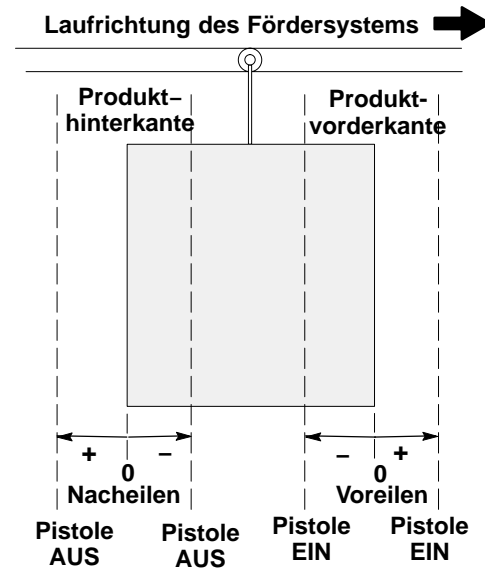 Laufrichtung des Fördersystems
Produkt–
hinterkante
Produkt-
vorderkante
+ 0 –
Nacheilen
– 0 +
Voreilen
Pistole
AUS
Pistole
AUS
Pistole
EIN
Pistole
EIN